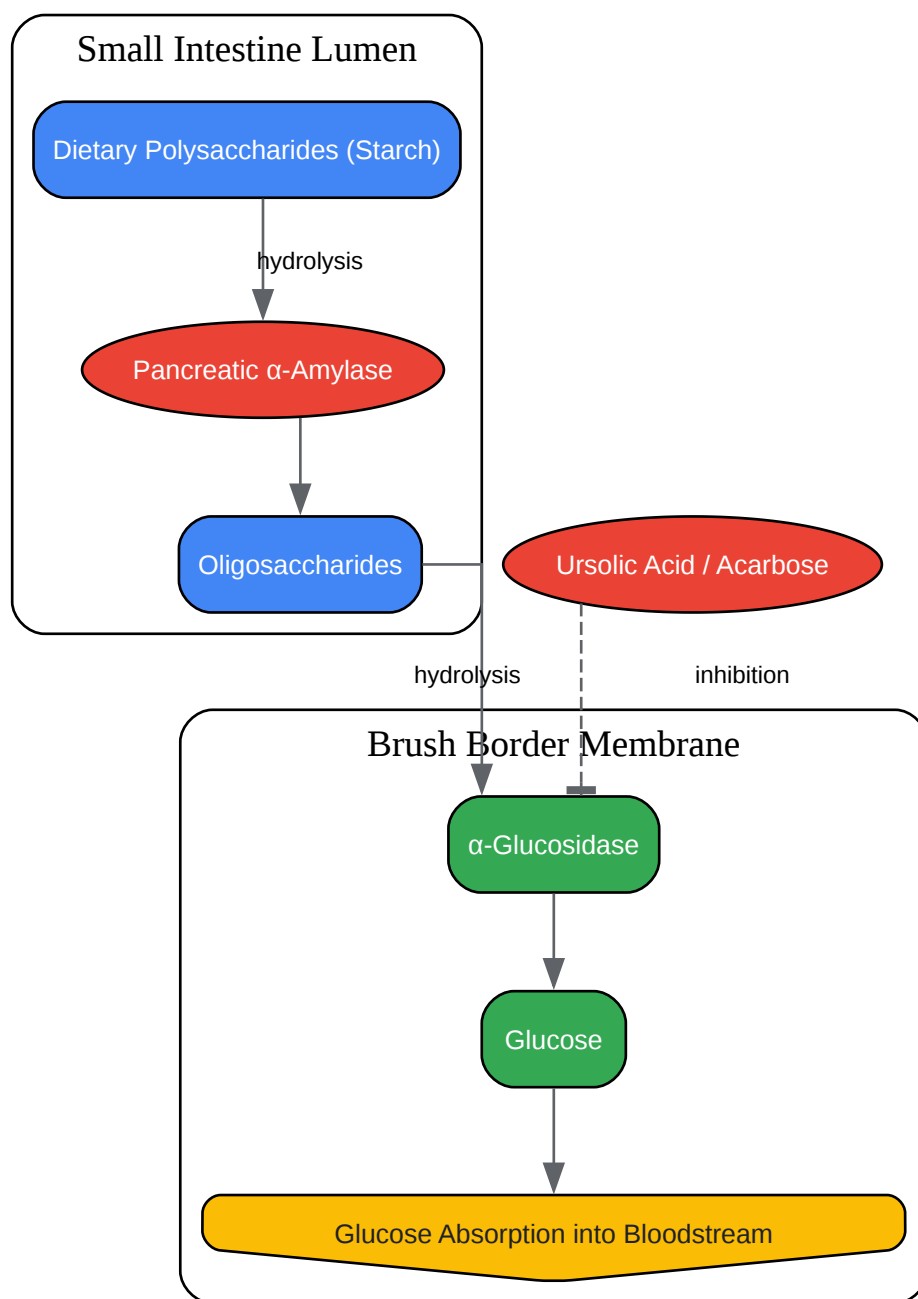 Small Intestine Lumen
Dietary Polysaccharides (Starch)
hydrolysis
Pancreatic α-Amylase
Oligosaccharides
Ursolic Acid / Acarbose
hydrolysis
inhibition
Brush Border Membrane
α-Glucosidase
Glucose
Glucose Absorption into Bloodstream